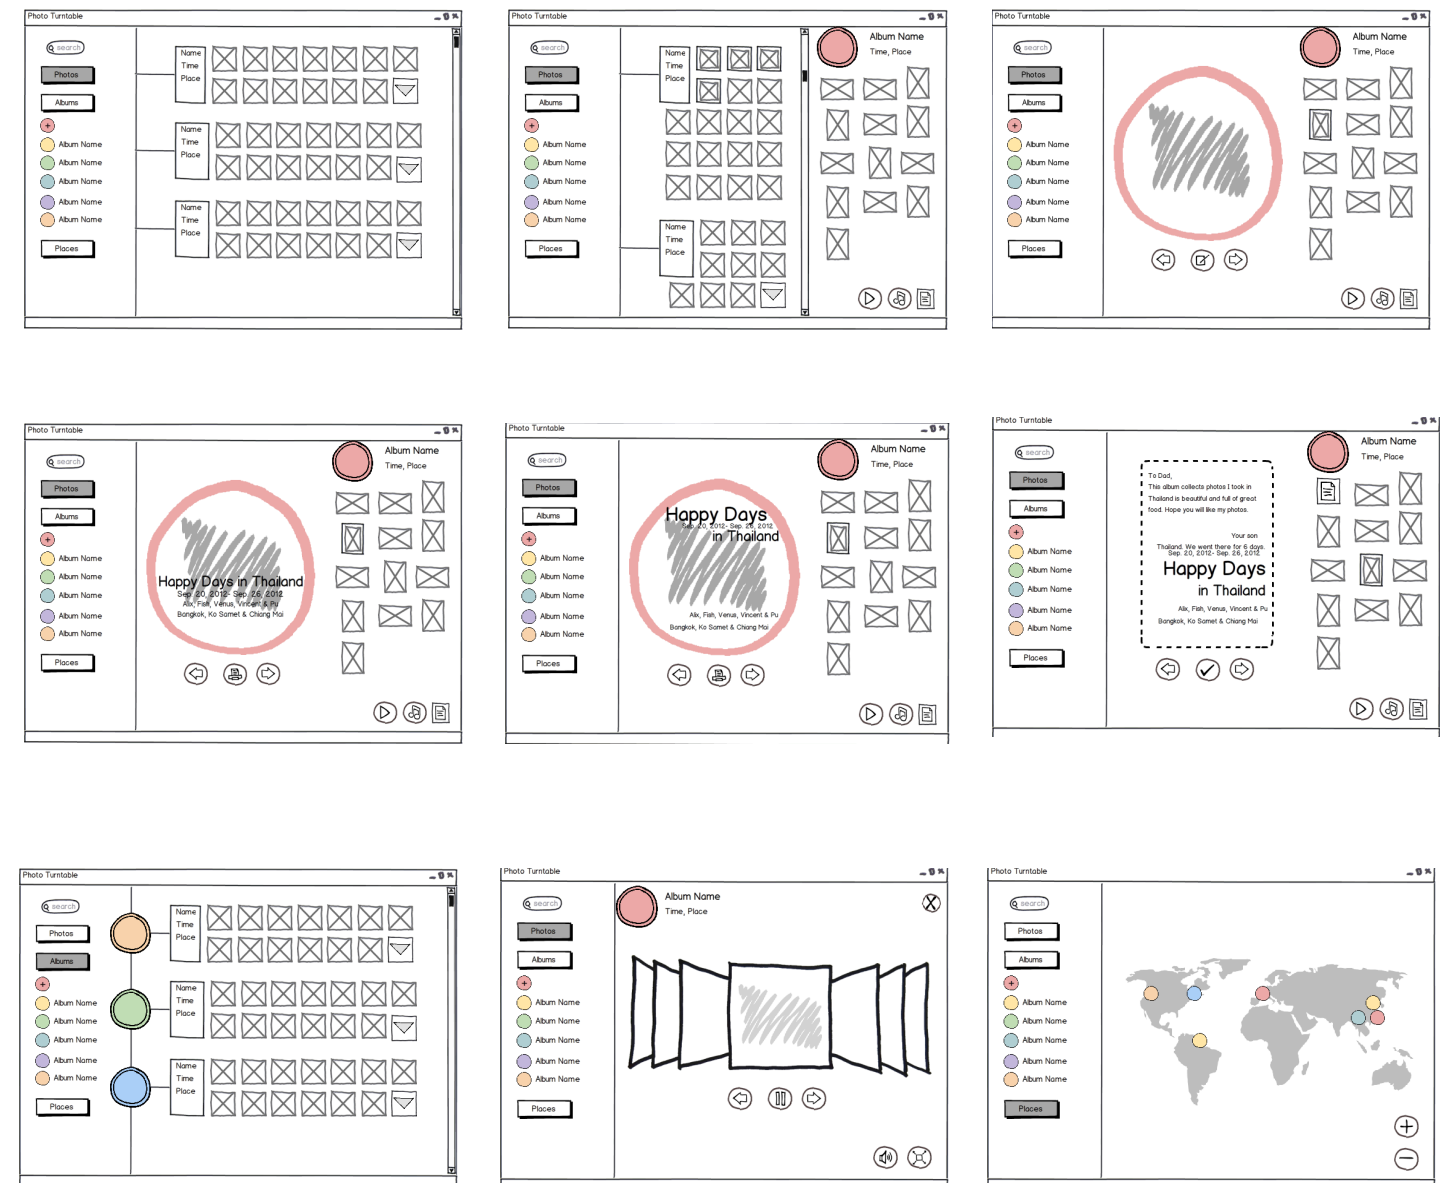 Photo Turntable
search
Photos
Albums
+
Album Name
Album Name
Album Name
Album Name
Album Name
Places
Name
Time
Place
Name
Time
Place
Name
Time
Place
Photo Turntable
search
Photos
Albums
+
Album Name
Album Name
Album Name
Album Name
Album Name
Places
Name
Time
Place
Name
Time
Place
Album Name
Time, Place
Photo Turntable
search
Photos
Albums
+
Album Name
Album Name
Album Name
Album Name
Album Name
Places
Album Name
Time, Place
Photo Turntable
search
Photos
Albums
+
Album Name
Album Name
Album Name
Album Name
Album Name
Places
Happy Days in Thailand
Sep. 20, 2012- Sep. 26, 2012
Alix, Fish, Venus, Vincent & Pu
Bangkok, Ko Samet & Chiang Mai
Album Name
Time, Place
Photo Turntable
search
Photos
Albums
+
Album Name
Album Name
Album Name
Album Name
Album Name
Places
Happy Days
Sep. 20, 2012- Sep. 26, 2012
in Thailand
Alix, Fish, Venus, Vincent & Pu
Bangkok, Ko Samet & Chiang Mai
Album Name
Time, Place
Photo Turntable
search
Photos
Albums
+
Album Name
Album Name
Album Name
Album Name
Album Name
Places
To Dad,
This album collects photos I took in
Thailand is beautiful and full of great
food. Hope you will like my photos.
Your son
Thailand. We went there for 6 days.
Sep. 20, 2012- Sep. 26, 2012
Happy Days
in Thailand
Alix, Fish, Venus, Vincent & Pu
Bangkok, Ko Samet & Chiang Mai
Album Name
Time, Place
Photo Turntable
search
Photos
Albums
+
Album Name
Album Name
Album Name
Album Name
Album Name
Places
Name
Time
Place
Name
Time
Place
Name
Time
Place
Photo Turntable
search
Photos
Albums
+
Album Name
Album Name
Album Name
Album Name
Album Name
Places
Album Name
Time, Place
Photo Turntable
search
Photos
Albums
+
Album Name
Album Name
Album Name
Album Name
Album Name
Places